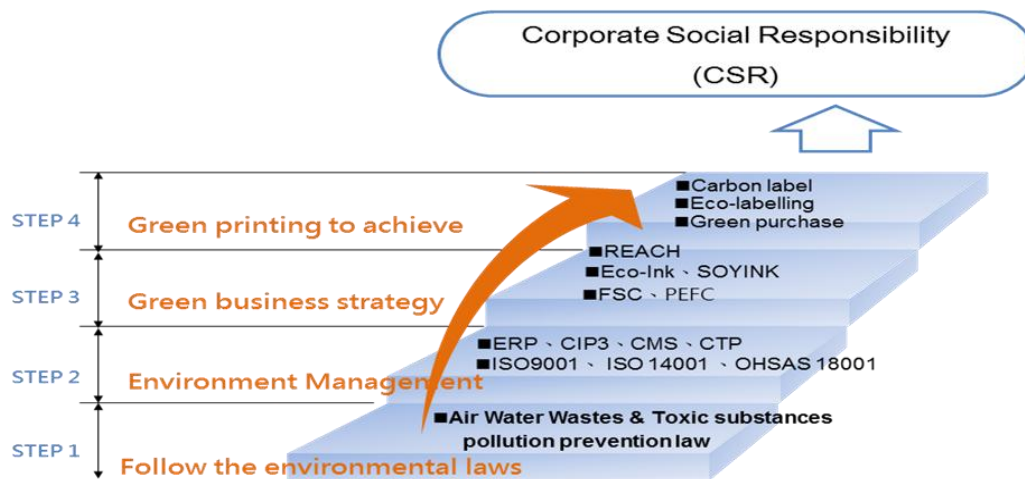 Corporate Social Responsibility
(CSR)
■Carbon label
■Eco-labelling
■Green purchase
STEP 4
Green printing to achieve
■REACH
■Eco-Ink、SOYINK
■FSC、PEFC
STEP 3
Green business strategy
■ERP、CIP3、CMS、CTP
■ISO9001、ISO 14001、OHSAS 18001
STEP 2
Environment Management
■Air Water Wastes & Toxic substances
pollution prevention law
STEP 1
Follow the environmental laws